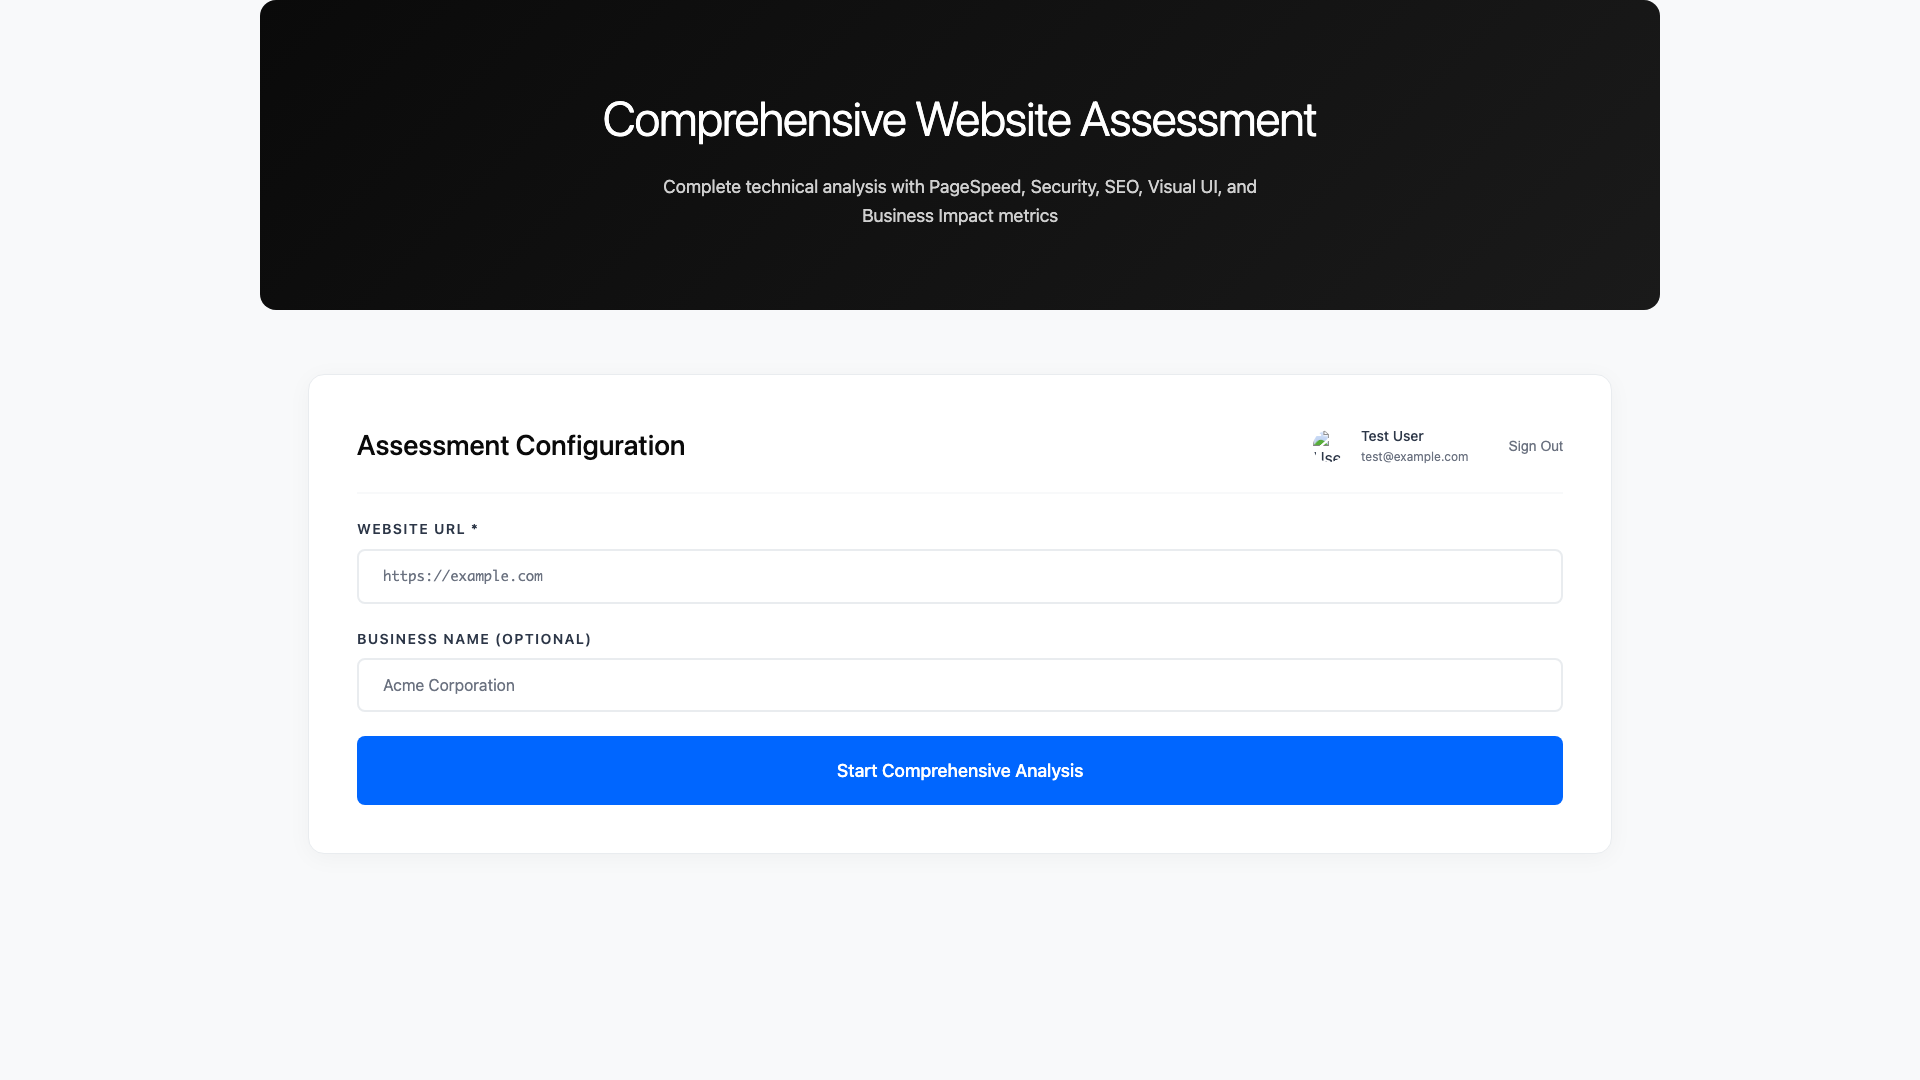 Comprehensive Website Assessment
Complete technical analysis with PageSpeed, Security, SEO, Visual UI, and
Business Impact metrics
Assessment Configuration
Use
Test User
test@example.com
Sign Out
WEBSITE URL *
https://example.com
BUSINESS NAME (OPTIONAL)
Acme Corporation
Start Comprehensive Analysis